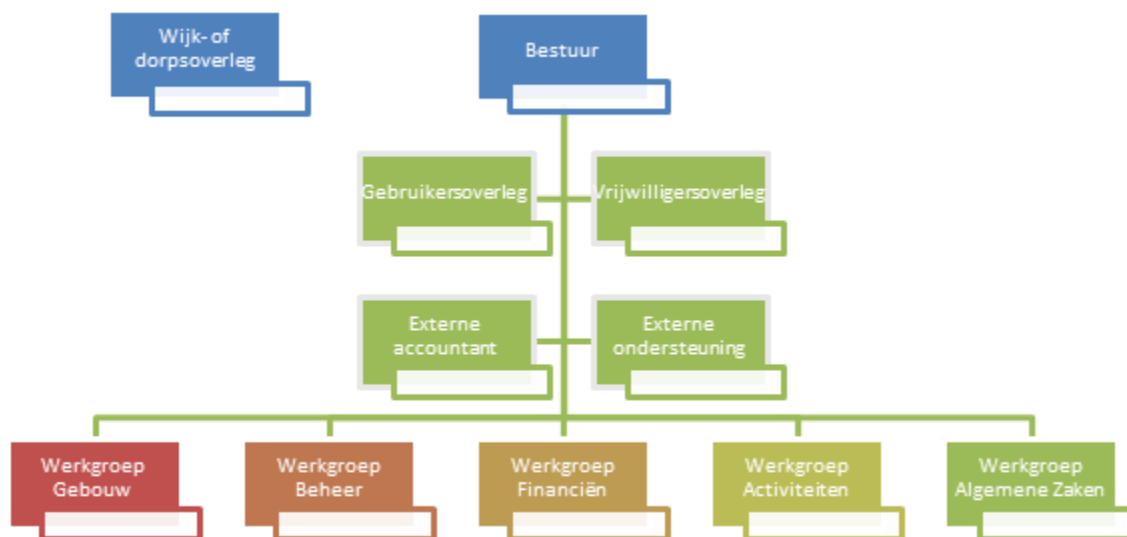 Wijk- of
dorpsoverleg
Bestuur
Gebruikersoverleg
Vrijwilligersoverleg
Externe
accountant
Externe
ondersteuning
Werkgroep
Gebouw
Werkgroep
Beheer
Werkgroep
Financiën
Werkgroep
Activiteiten
Werkgroep
Algemene Zaken